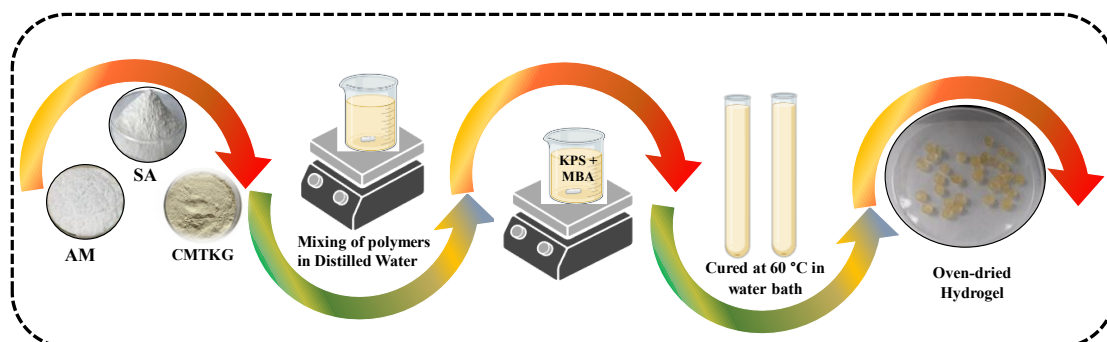 SA
AM
CMTKG
Mixing of polymers
in Distilled Water
KPS +
MBA
Cured at 60 °C in
water bath
Oven-dried
Hydrogel